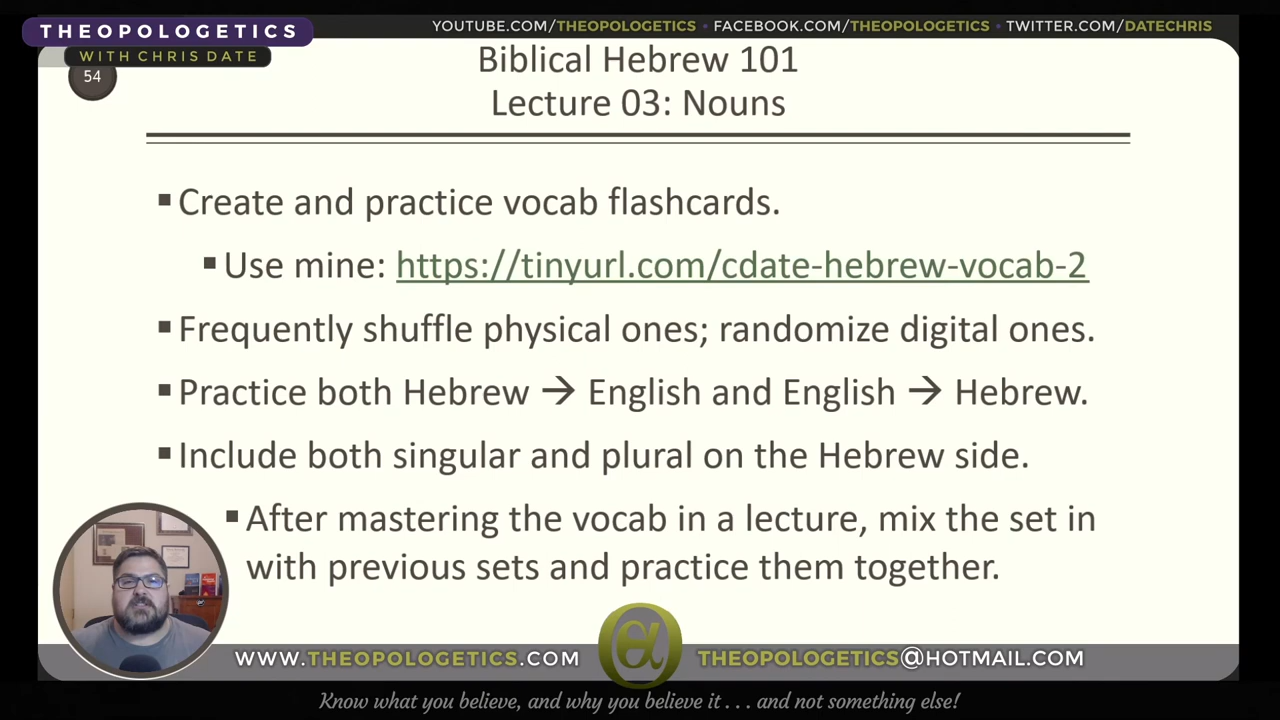 THEOPOLOGETICS
WITH CHRIS DATE
YOUTUBE.COM/THEOPOLOGETICS • FACEBOOK.COM/THEOPOLOGETICS • TWITTER.COM/DATECHRIS
54
Biblical Hebrew 101
Lecture 03: Nouns
▪ Create and practice vocab flashcards.
▪ Use mine: https://tinyurl.com/cdate-hebrew-vocab-2
▪ Frequently shuffle physical ones; randomize digital ones.
▪ Practice both Hebrew → English and English → Hebrew.
▪ Include both singular and plural on the Hebrew side.
▪ After mastering the vocab in a lecture, mix the set in
with previous sets and practice them together.
WWW.THEOPOLOGETICS.COM
THEOPOLOGETICS@HOTMAIL.COM
Know what you believe, and why you believe it . . . and not something else!